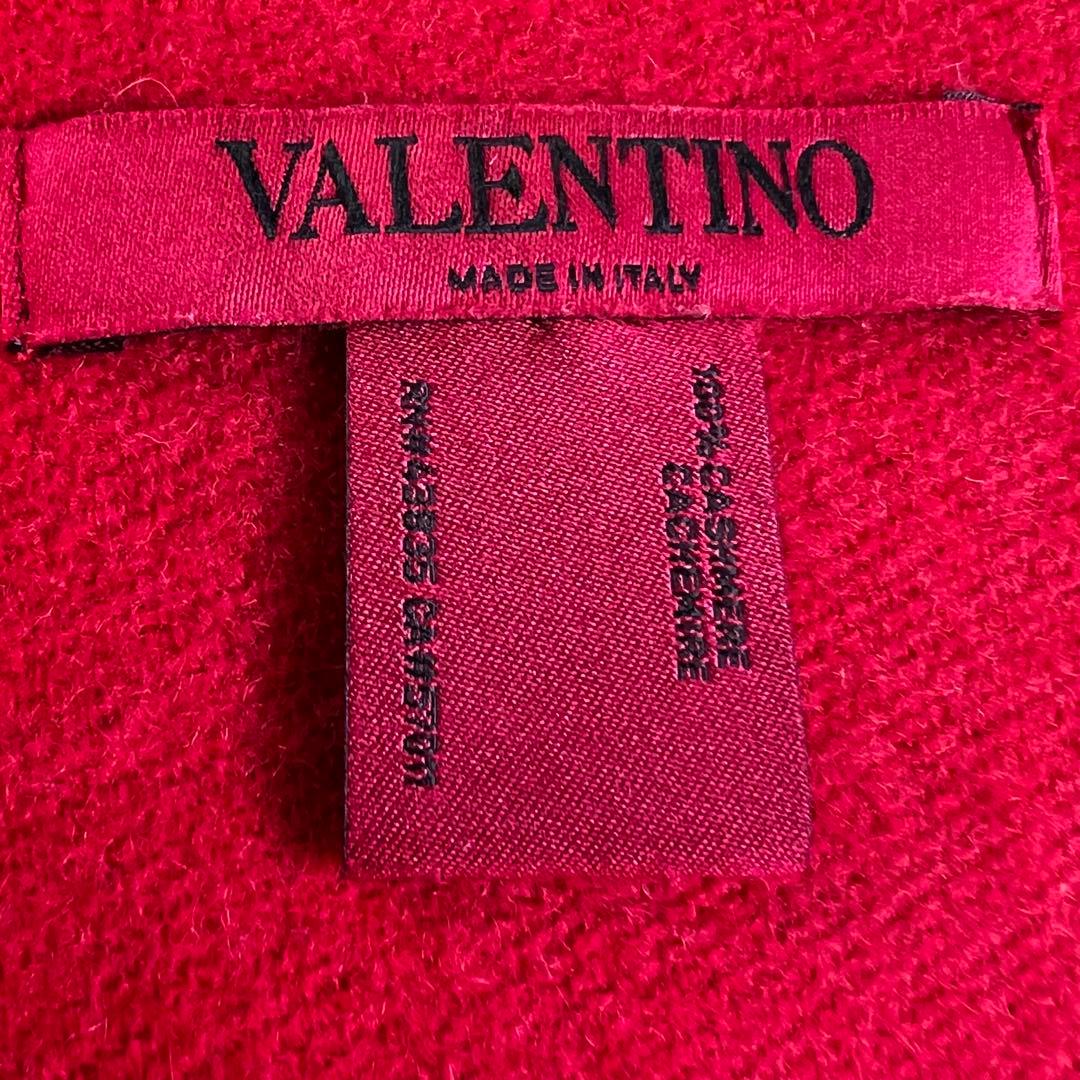 VALENTINO
MADE IN ITALY
100% CASHMERE
CACHEMIRE
RN#43835 CA#57011